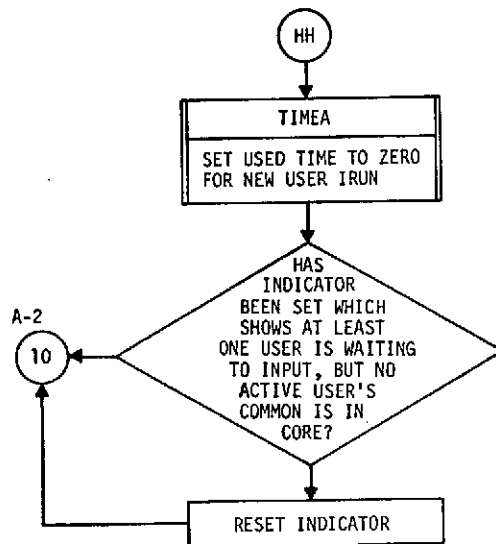 HH
TIMEA
SET USED TIME TO ZERO
FOR NEW USER IRUN
HAS
INDICATOR
BEEN SET WHICH
SHOWS AT LEAST
ONE USER IS WAITING
TO INPUT, BUT NO
ACTIVE USER'S
COMMON IS IN
CORE?
A-2
10
RESET INDICATOR